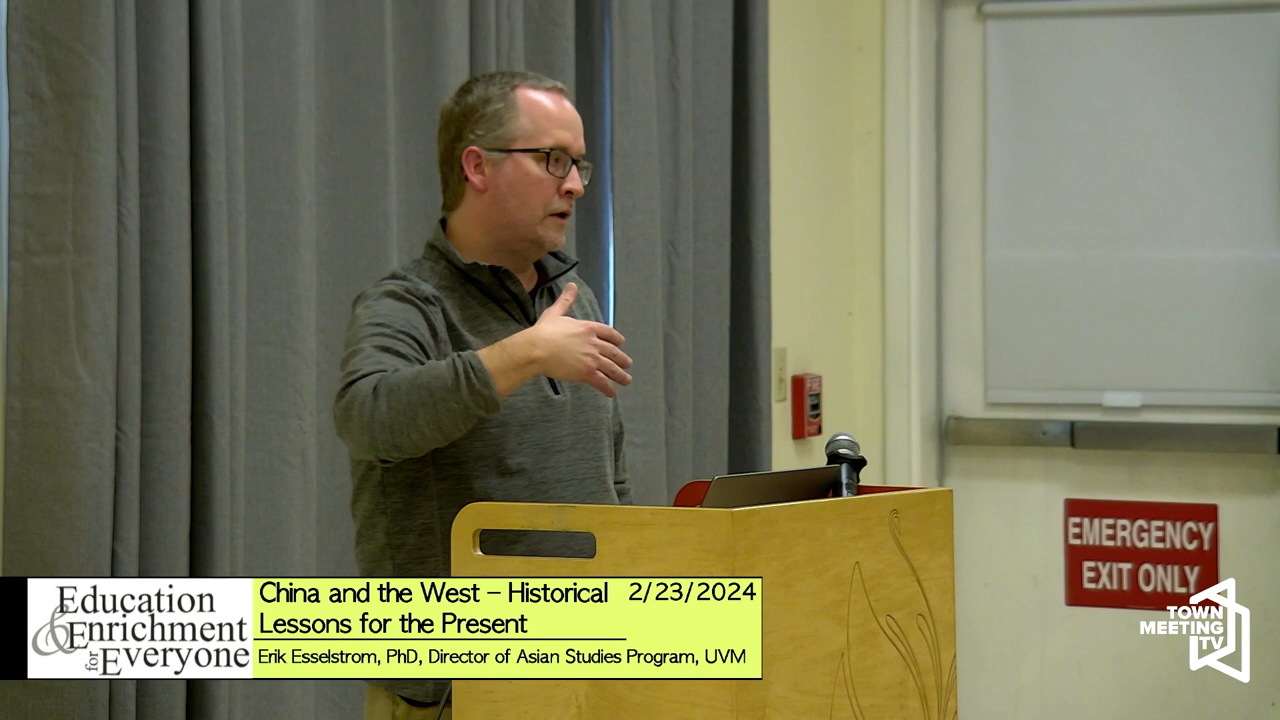 FIRE
EMERGENCY
EXIT ONLY
Education
& Enrichment
for Everyone
China and the West – Historical 2/23/2024
Lessons for the Present
Erik Esselstrom, PhD, Director of Asian Studies Program, UVM
TOWN
MEETING
TV